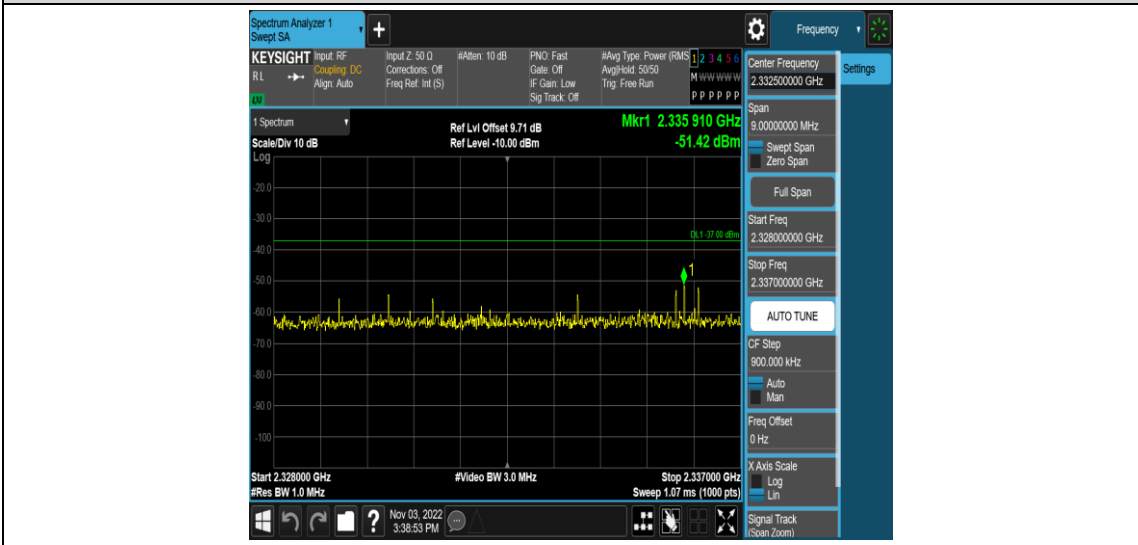 Spectrum Analyzer 1
Swept SA
+
Frequency
KEYSIGHT
RL
Input: RF
Coupling: DC
Align: Auto
Input Z: 50 Ω
Corrections: Off
Freq Ref: Int (S)
#Atten: 10 dB
PNO: Fast
Gate: Off
IF Gain: Low
Sig Track: Off
#Avg Type: Power (RMS
Avg|Hold: 50/50
Trig: Free Run
1 2 3 4 5 6
M W W W W W
P P P P P P
1 Spectrum
Scale/Div 10 dB
Log
Ref Lvl Offset 9.71 dB
Ref Level -10.00 dBm
Mkr1 2.335 910 GHz
-51.42 dBm
-20.0
-30.0
DL1 -37.00 dBm
-40.0
1
-50.0
-60.0
-70.0
-80.0
-90.0
-100
Start 2.328000 GHz
#Res BW 1.0 MHz
#Video BW 3.0 MHz
Stop 2.337000 GHz
Sweep 1.07 ms (1000 pts)
Center Frequency
2.332500000 GHz
Settings
Span
9.00000000 MHz
Swept Span
Zero Span
Full Span
Start Freq
2.328000000 GHz
Stop Freq
2.337000000 GHz
AUTO TUNE
CF Step
900.000 kHz
Auto
Man
Freq Offset
0 Hz
X Axis Scale
Log
Lin
Signal Track
(Span Zoom)
?
Nov 03, 2022
3:38:53 PM